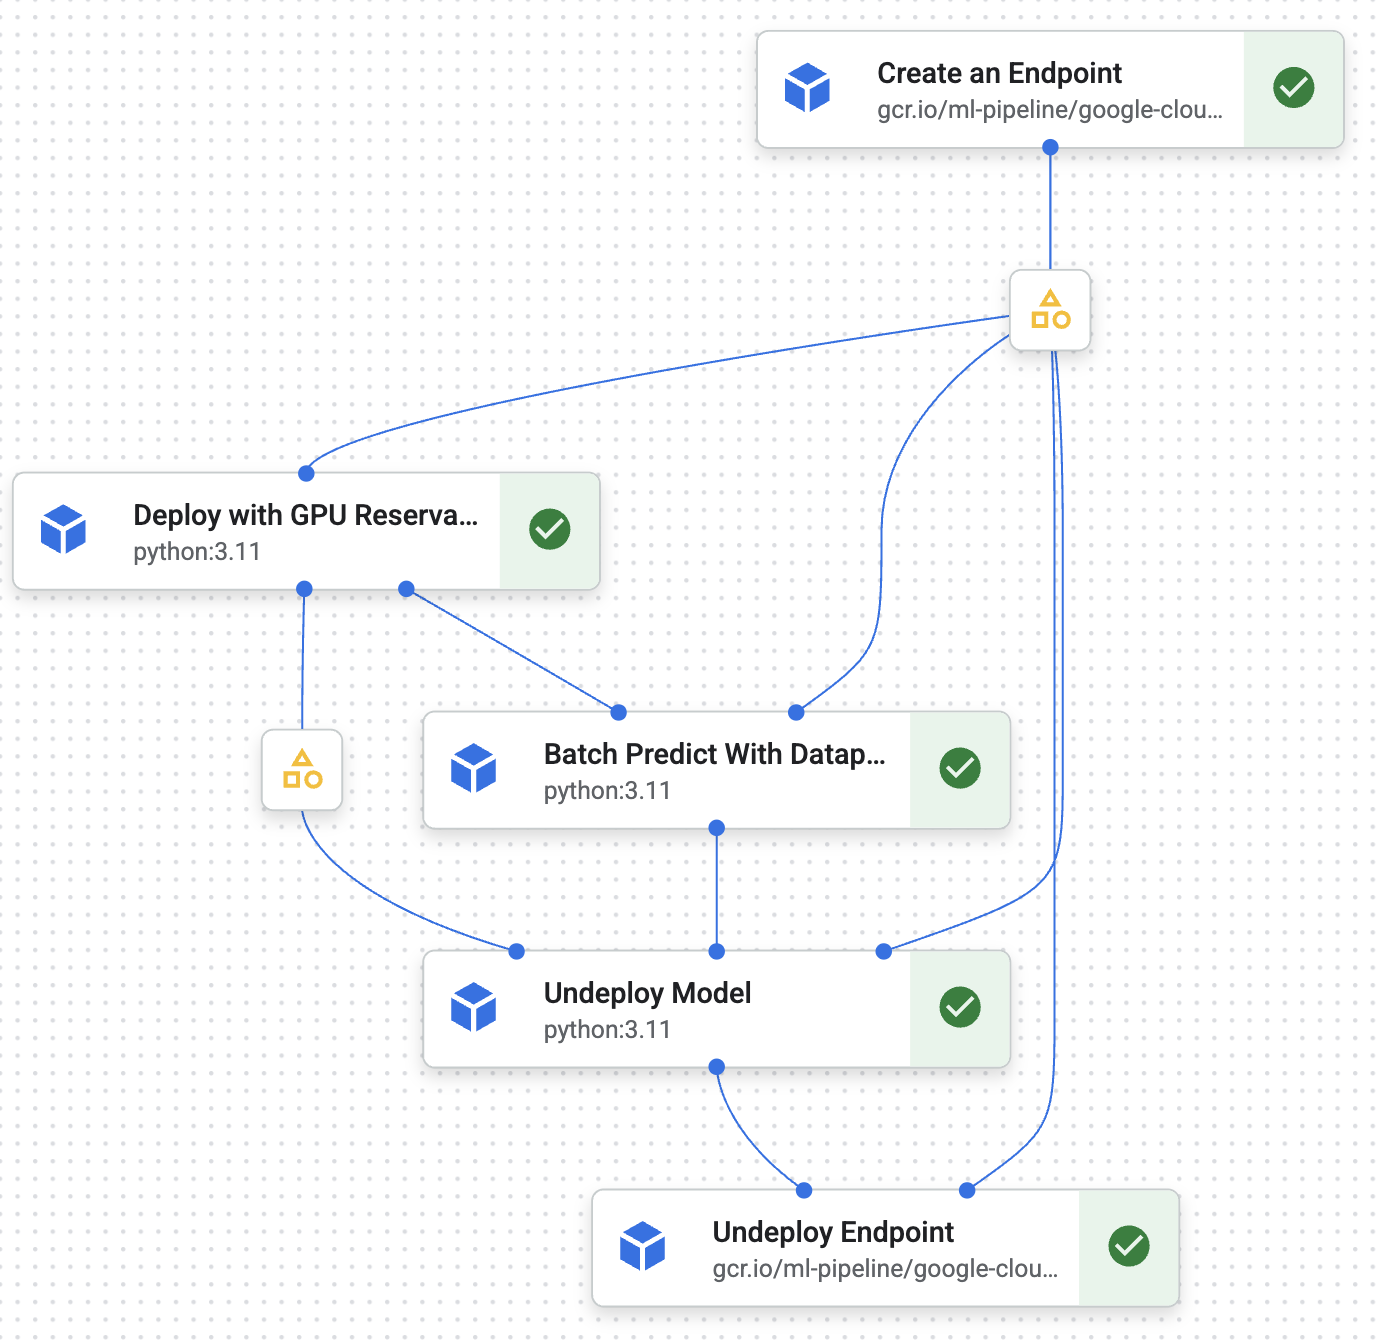 Create an Endpoint
gcr.io/ml-pipeline/google-clou...
Deploy with GPU Reserva...
python:3.11
Batch Predict With Datap...
python:3.11
Undeploy Model
python:3.11
Undeploy Endpoint
gcr.io/ml-pipeline/google-clou...